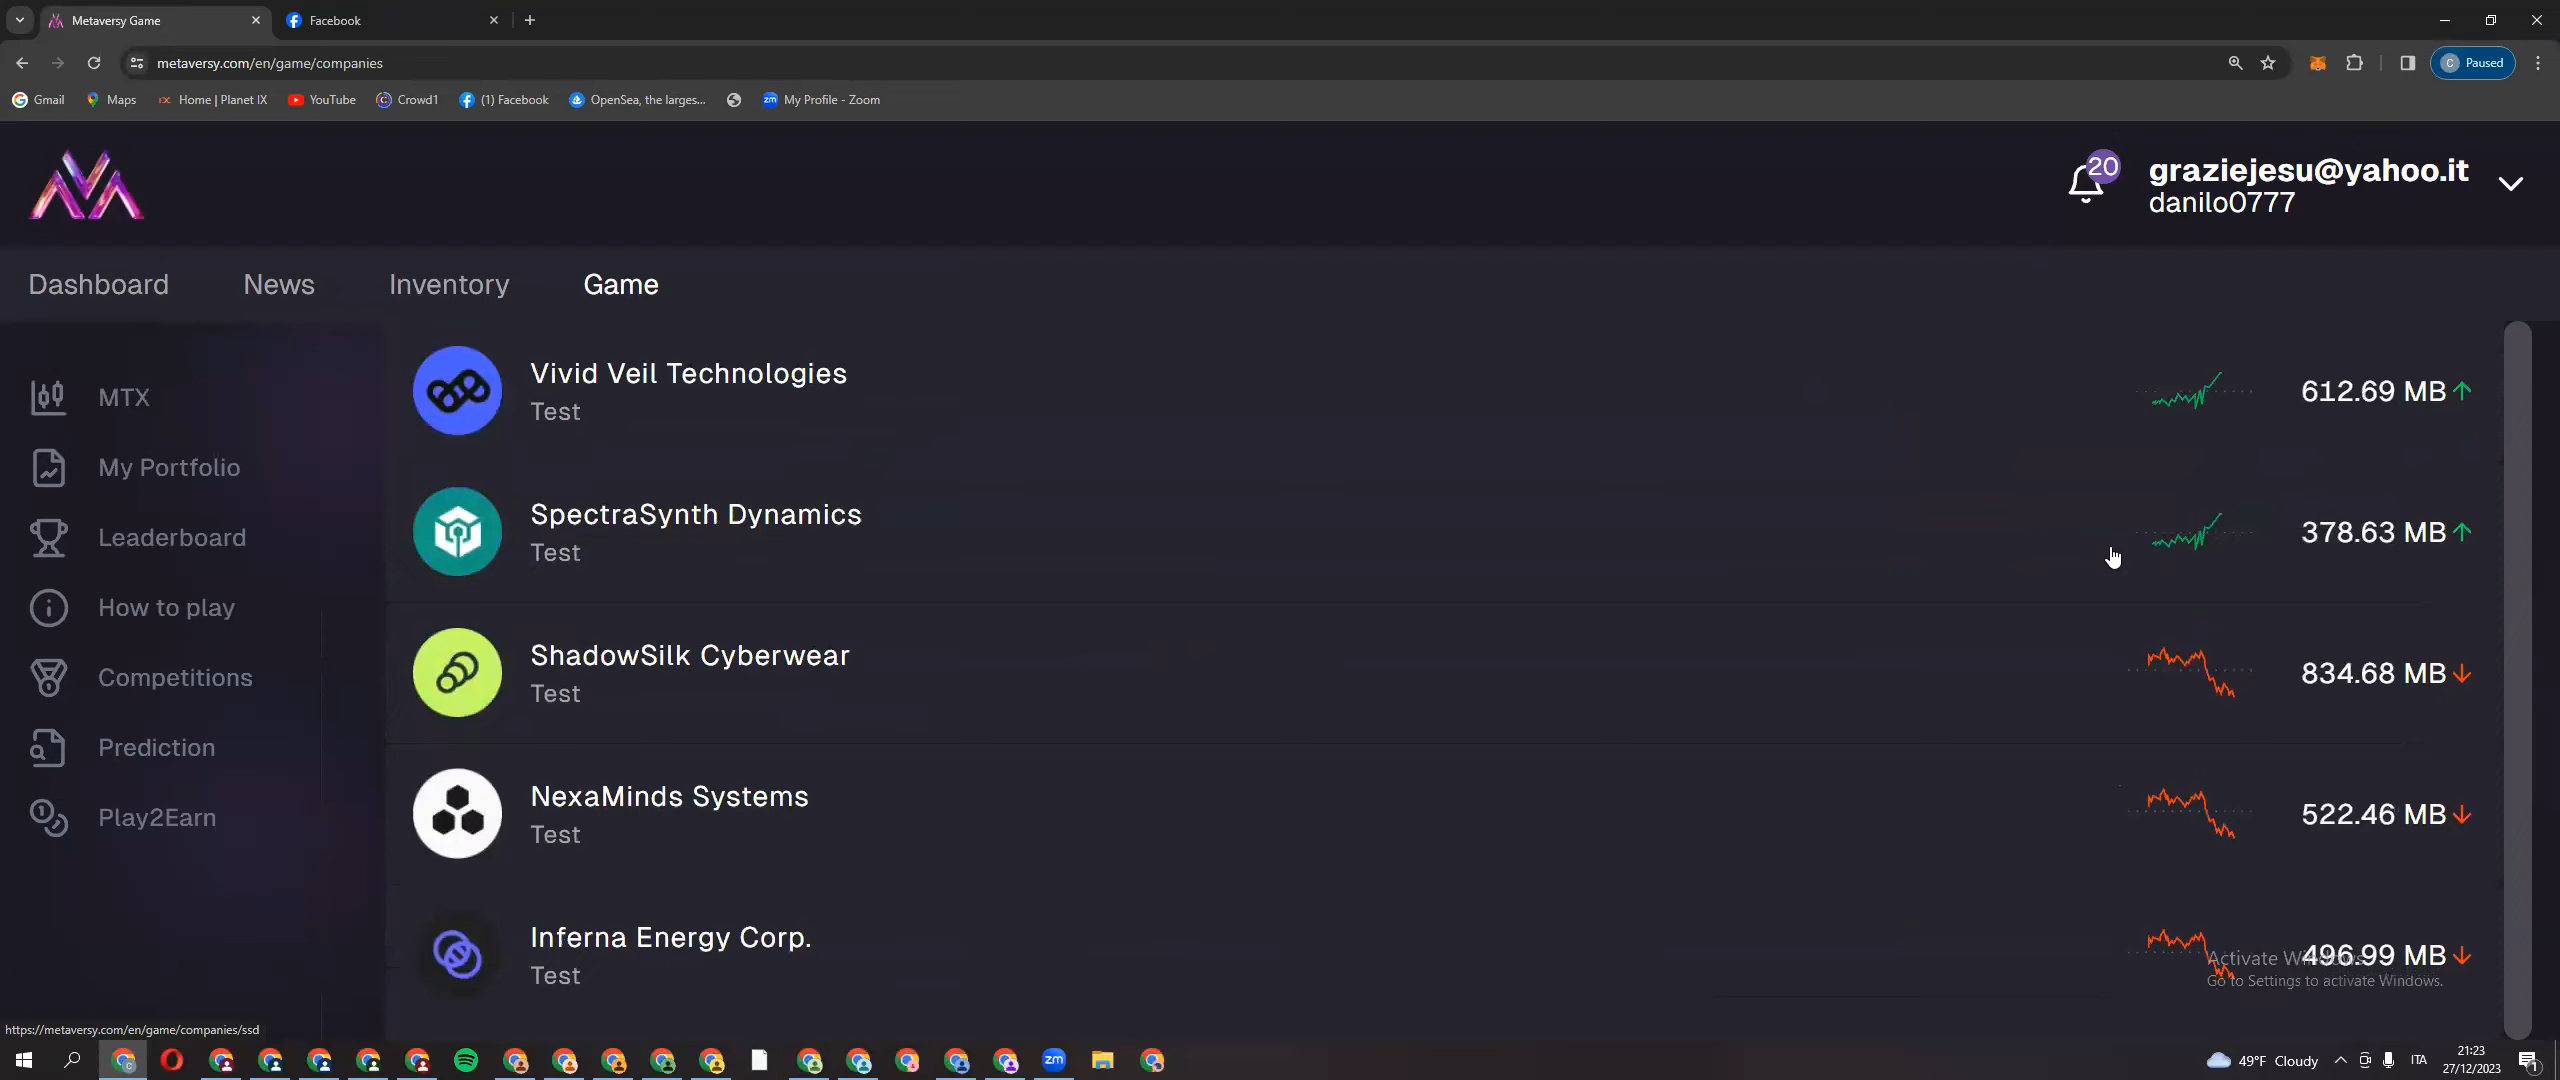 Metaversy Game
Facebook
metaversy.com/en/game/companies
C
Paused
Gmail
Maps
Home | Planet IX
YouTube
Crowd1
(1) Facebook
OpenSea, the larges...
zm
My Profile - Zoom
20
graziejesu@yahoo.it
danilo0777
Dashboard
News
Inventory
Game
MTX
My Portfolio
Leaderboard
How to play
Competitions
Prediction
Play2Earn
Vivid Veil Technologies
Test
612.69 MB
SpectraSynth Dynamics
Test
378.63 MB
ShadowSilk Cyberwear
Test
834.68 MB
NexaMinds Systems
Test
522.46 MB
Inferna Energy Corp.
Test
496.99 MB
Activate Windows
Go to Settings to activate Windows.
https://metaversy.com/en/game/companies/ssd
zm
49°F Cloudy
ITA
21:23
27/12/2023
1